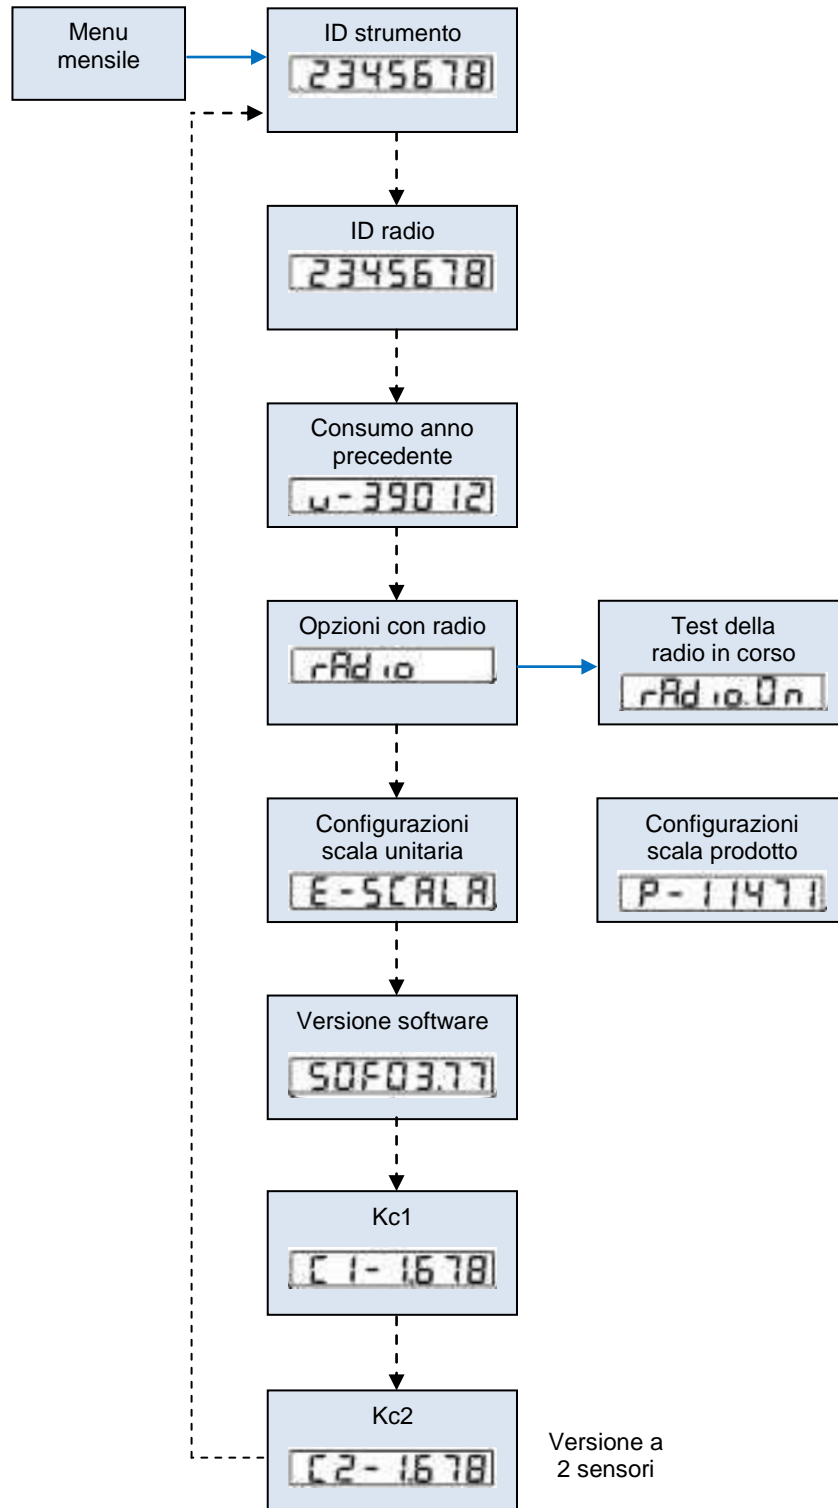 Menu
mensile
ID strumento
2345678
ID radio
2345678
Consumo anno
precedente
u-39012
Opzioni con radio
rAdio
Test della
radio in corso
rAdio.On
Configurazioni
scala unitaria
E-SCALA
Configurazioni
scala prodotto
P-11471
Versione software
SOF03.77
Kc1
C1-1.678
Kc2
C2-1.678
Versione a
2 sensori